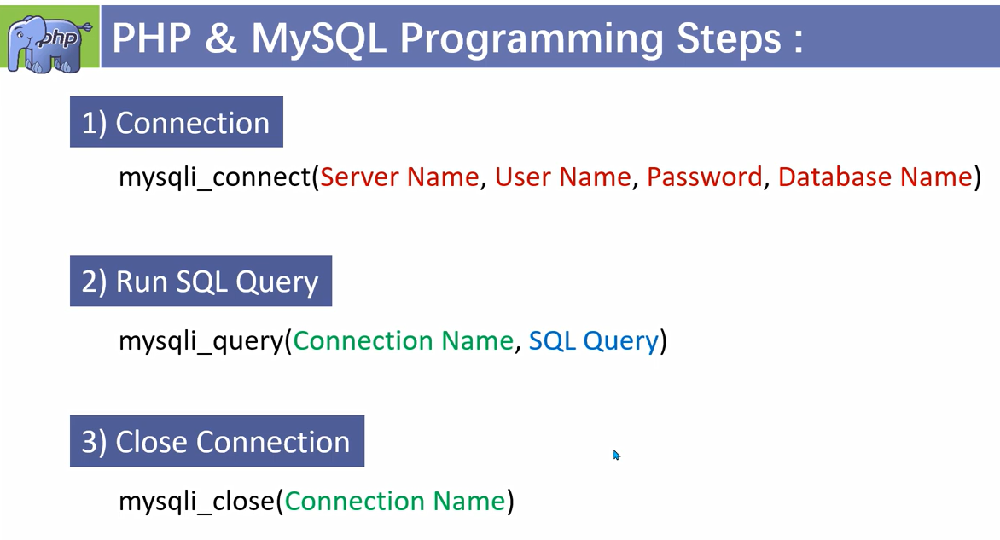 php
PHP & MySQL Programming Steps :
1) Connection
mysqli_connect(Server Name, User Name, Password, Database Name)
2) Run SQL Query
mysqli_query(Connection Name, SQL Query)
3) Close Connection
mysqli_close(Connection Name)